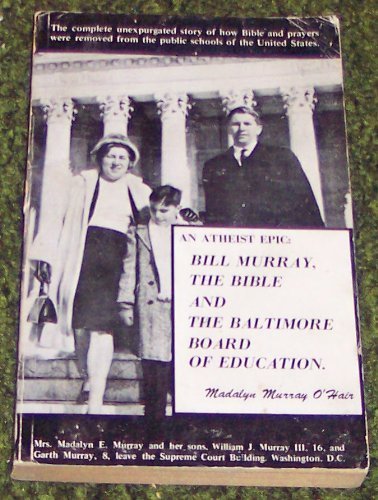 The complete unexpurgated story of how Bible and prayers
were removed from the public schools of the United States.
AN ATHEIST EPIC:
BILL MURRAY,
THE BIBLE
AND
THE BALTIMORE
BOARD
OF EDUCATION.
Madalyn Murray O'Hair
Mrs. Madalyn E. Murray and her sons, William J. Murray III, 16, and
Garth Murray, 8, leave the Supreme Court Building, Washington, D.C.